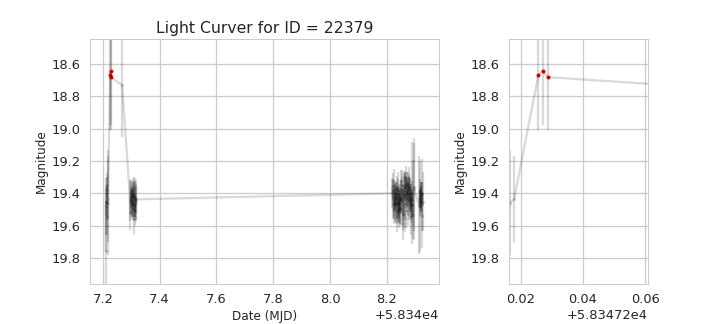 Light Curver for ID = 22379
Magnitude
18.6
18.8
19.0
19.2
19.4
19.6
19.8
7.2 7.4 7.6 7.8 8.0 8.2
Date (MJD)
+5.834e4
Magnitude
18.6
18.8
19.0
19.2
19.4
19.6
19.8
0.02 0.04 0.06
+5.83472e4